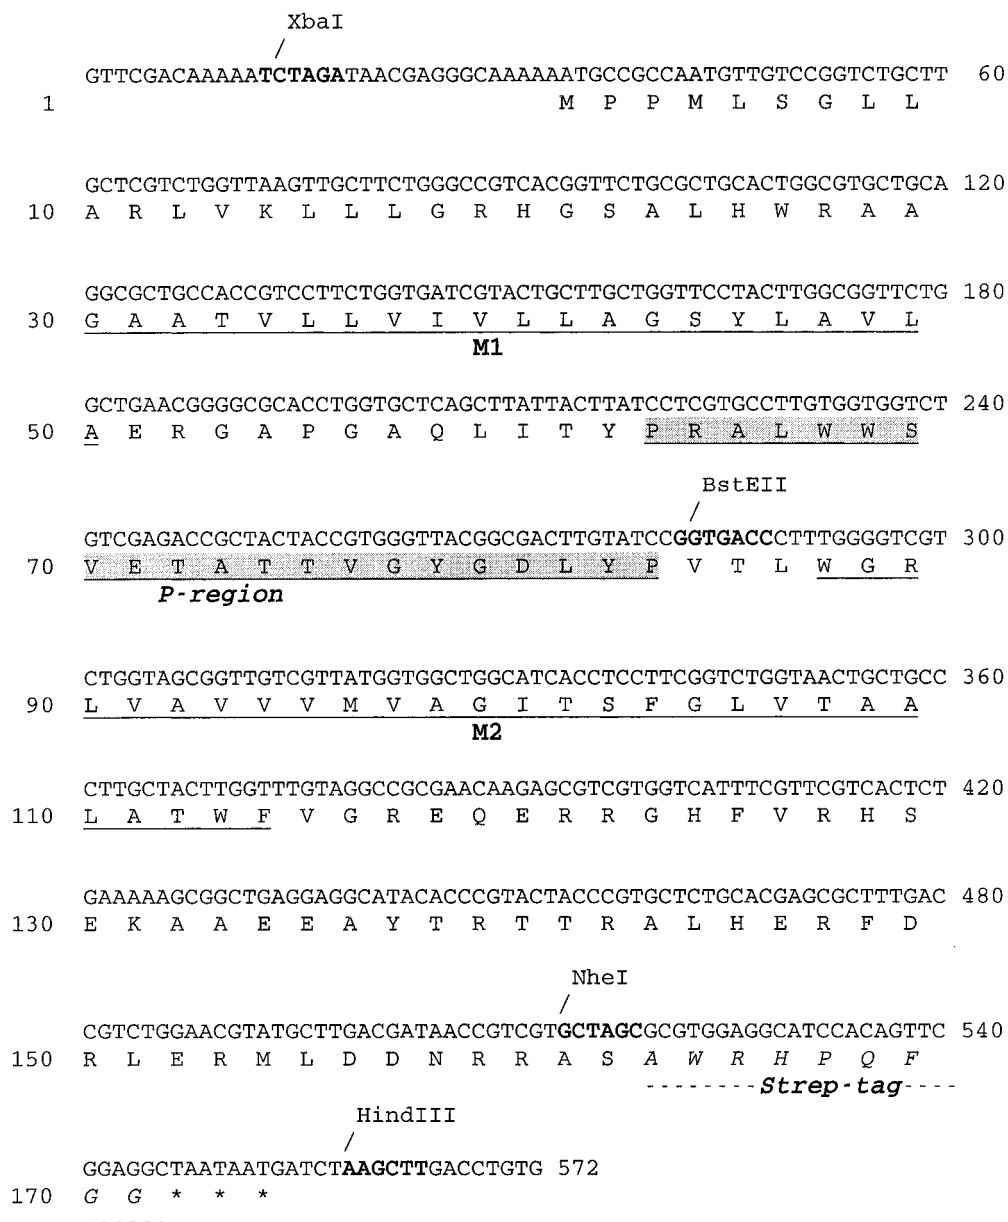 XbaI
/
GTTCGACAAAAATCTAGATAACGAGGGCAAAAAATGCCGCCAATGTTGTCCGGTCTGCTT 60
1 M P P M L S G L L
GCTCGTCTGGTTAAGTTGCTTCTGGGCCGTCACGGTTCTGCGCTGCACTGGCGTGCTGCA 120
10 A R L V K L L L G R H G S A L H W R A A
GGCGCTGCCACCGTCCTTCTGGTGATCGTACTGCTTGCTGGTTCCTACTTGGCGGTTCTG 180
30 G A A T V L L V I V L L A G S Y L A V L
M1
GCTGAACGGGGCGCACCTGGTGCTCAGCTTATTACTTATCCTCGTGCCTTGTGGTGGTCT 240
50 A E R G A P G A Q L I T Y P R A L W W S
BstEII
/
GTCGAGACCGCTACTACCGTGGGTTACGGCGACTTGTATCCGGTGACCCTTTGGGGTCGT 300
70 V E T A T T V G Y G D L Y P V T L W G R
P-region
CTGGTAGCGGTTGTCGTTATGGTGGCTGGCATCACCTCCTTCGGTCTGGTAACTGCTGCC 360
90 L V A V V V M V A G I T S F G L V T A A
M2
CTTGCTACTTGGTTTGTAGGCCGCGAACAAGAGCGTCGTGGTCATTTCGTTCGTCACTCT 420
110 L A T W F V G R E Q E R R G H F V R H S
GAAAAAGCGGCTGAGGAGGCATACACCCGTACTACCCGTGCTCTGCACGAGCGCTTTGAC 480
130 E K A A E E A Y T R T T R A L H E R F D
NheI
/
CGTCTGGAACGTATGCTTGACGATAACCGTCGTGCTAGCGCGTGGAGGCATCCACAGTTC 540
150 R L E R M L D D N R R A S A W R H P Q F
--------Strep-tag----
HindIII
/
GGAGGCTAATAATGATCTAAGCTTGACCTGTG 572
170 G G * * *